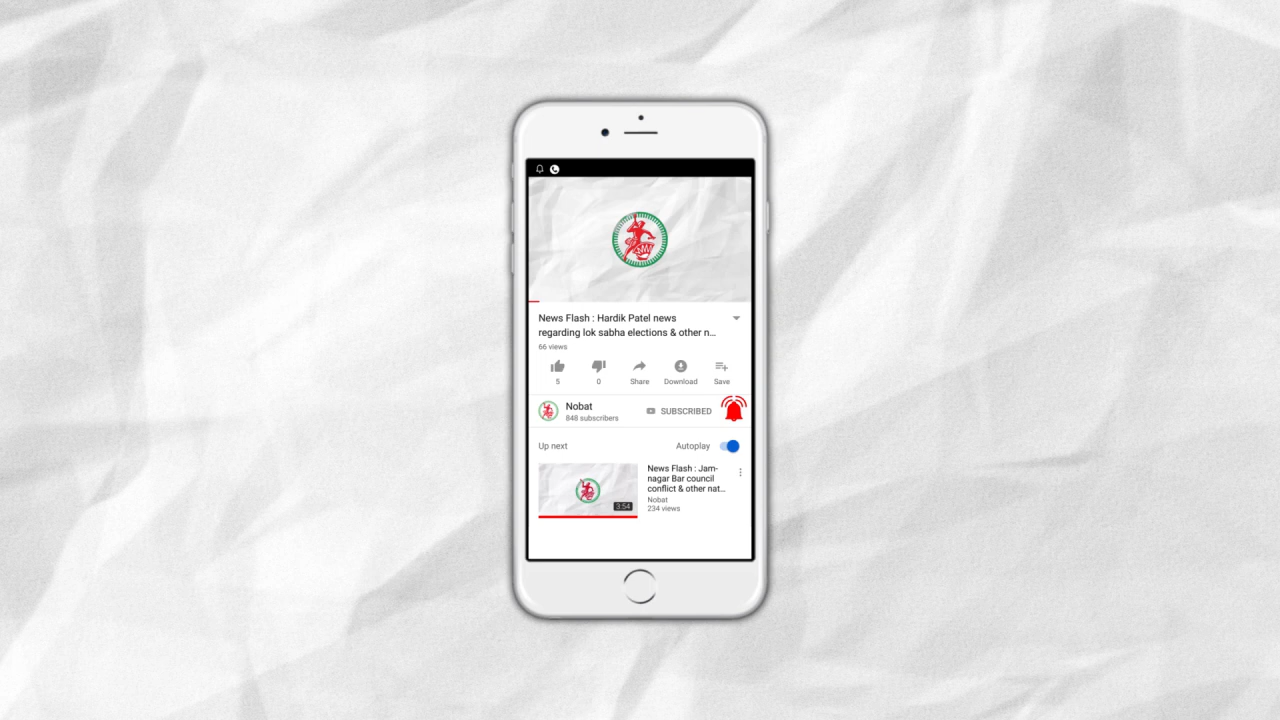 News Flash : Hardik Patel news
regarding lok sabha elections & other n...
66 views
5
0
Share
Download
Save
Nobat
848 subscribers
SUBSCRIBED
Up next
Autoplay
News Flash : Jam-
nagar Bar council
conflict & other nat...
Nobat
234 views
3:54